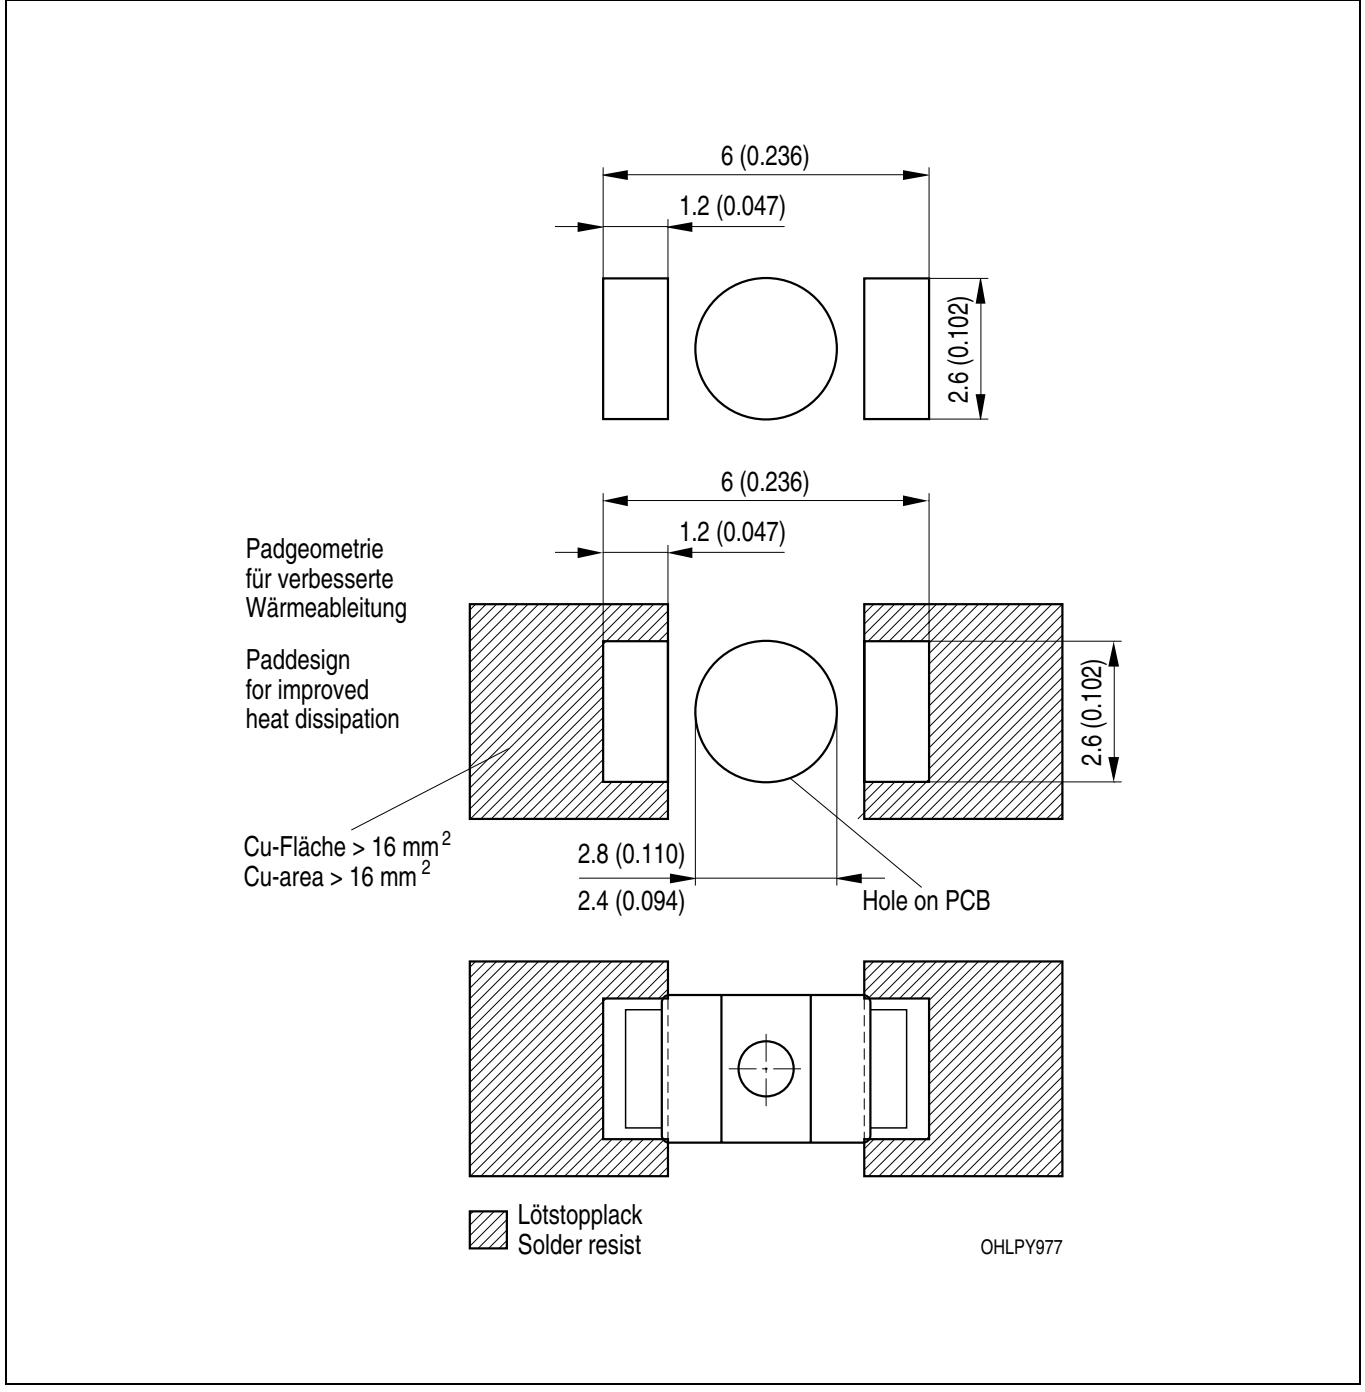 6 (0.236)
1.2 (0.047)
2.6 (0.102)
6 (0.236)
1.2 (0.047)
Padgeometrie
für verbesserte
Wärmeableitung
Paddesign
for improved
heat dissipation
2.6 (0.102)
Cu-Fläche > 16 mm²
Cu-area > 16 mm²
2.8 (0.110)
2.4 (0.094)
Hole on PCB
Lötstopplack
Solder resist
OHLPY977